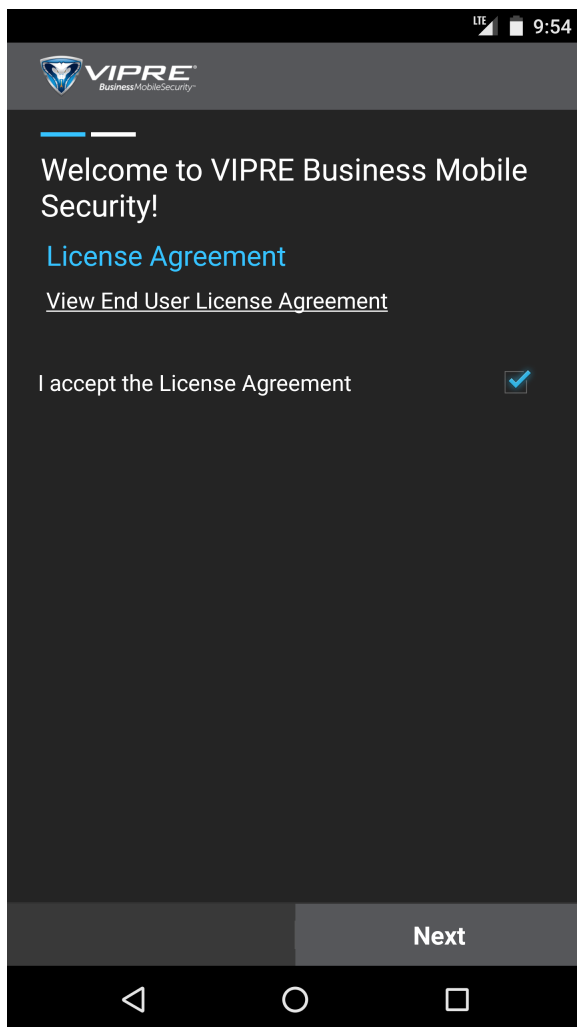 LTE 9:54
VIPRE®
BusinessMobileSecurity™
Welcome to VIPRE Business Mobile
Security!
License Agreement
View End User License Agreement
I accept the License Agreement
Next